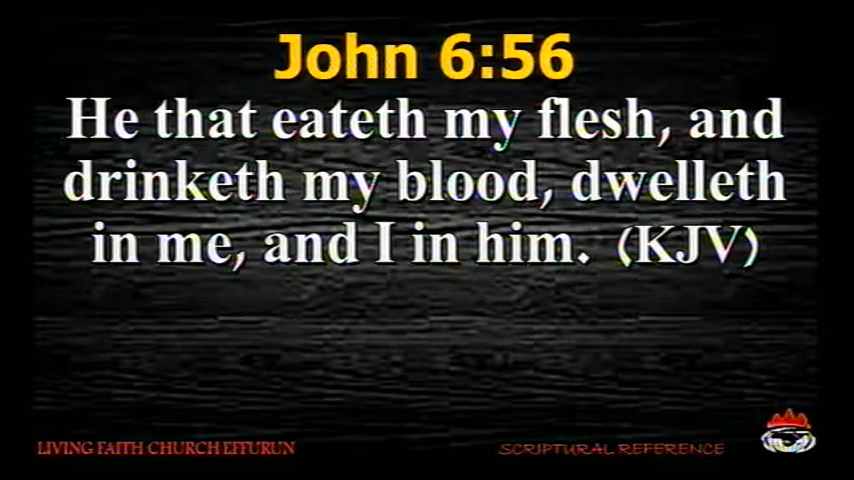 John 6:56
He that eateth my flesh, and
drinketh my blood, dwelleth
in me, and I in him. (KJV)
LIVING FAITH CHURCH EFFURUN
SCRIPTURAL REFERENCE